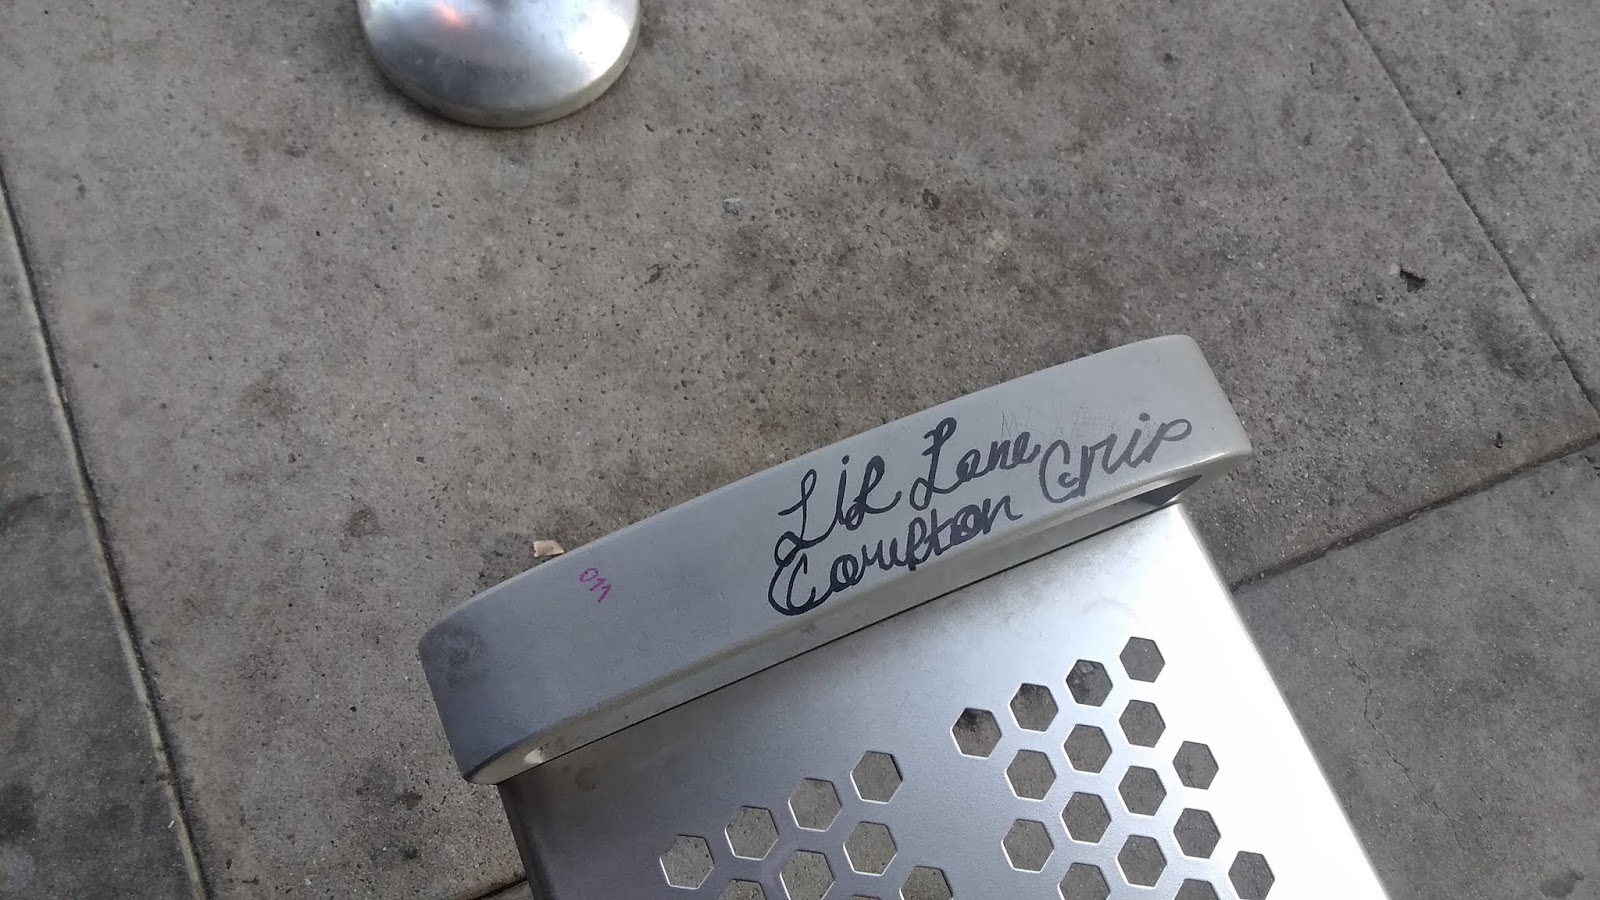 Lil Lane
Compton Crip